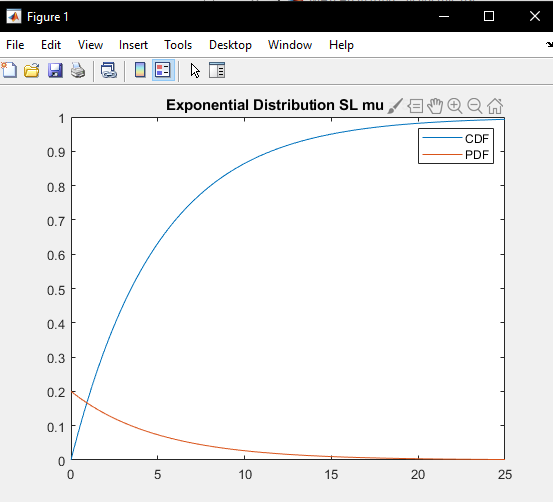 Figure 1
File Edit View Insert Tools Desktop Window Help
Exponential Distribution SL mu
1
CDF
PDF
0.9
0.8
0.7
0.6
0.5
0.4
0.3
0.2
0.1
0
0 5 10 15 20 25